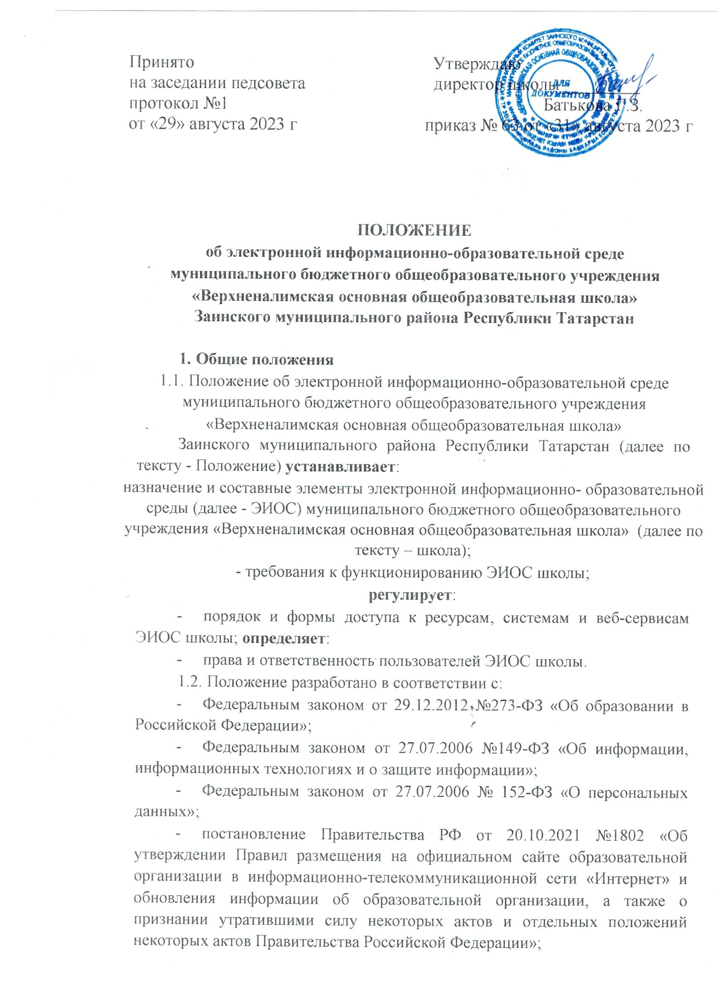 Принято
на заседании педсовета
протокол №1
от «29» августа 2023 г
Утверждаю
директор школы
Батькова Г.З.
приказ № 63 от «31» августа 2023 г
ДЛЯ
ДОКУМЕНТОВ
ПОЛОЖЕНИЕ
об электронной информационно-образовательной среде
муниципального бюджетного общеобразовательного учреждения
«Верхненалимская основная общеобразовательная школа»
Заинского муниципального района Республики Татарстан
1. Общие положения
1.1. Положение об электронной информационно-образовательной среде
муниципального бюджетного общеобразовательного учреждения
«Верхненалимская основная общеобразовательная школа»
Заинского муниципального района Республики Татарстан (далее по
тексту - Положение) устанавливает:
назначение и составные элементы электронной информационно- образовательной
среды (далее - ЭИОС) муниципального бюджетного общеобразовательного
учреждения «Верхненалимская основная общеобразовательная школа» (далее по
тексту – школа);
- требования к функционированию ЭИОС школы;
регулирует:
- порядок и формы доступа к ресурсам, системам и веб-сервисам
ЭИОС школы; определяет:
- права и ответственность пользователей ЭИОС школы.
1.2. Положение разработано в соответствии с:
- Федеральным законом от 29.12.2012 №273-ФЗ «Об образовании в
Российской Федерации»;
- Федеральным законом от 27.07.2006 №149-ФЗ «Об информации,
информационных технологиях и о защите информации»;
- Федеральным законом от 27.07.2006 № 152-ФЗ «О персональных
данных»;
- постановление Правительства РФ от 20.10.2021 №1802 «Об
утверждении Правил размещения на официальном сайте образовательной
организации в информационно-телекоммуникационной сети «Интернет» и
обновления информации об образовательной организации, а также о
признании утратившими силу некоторых актов и отдельных положений
некоторых актов Правительства Российской Федерации»;